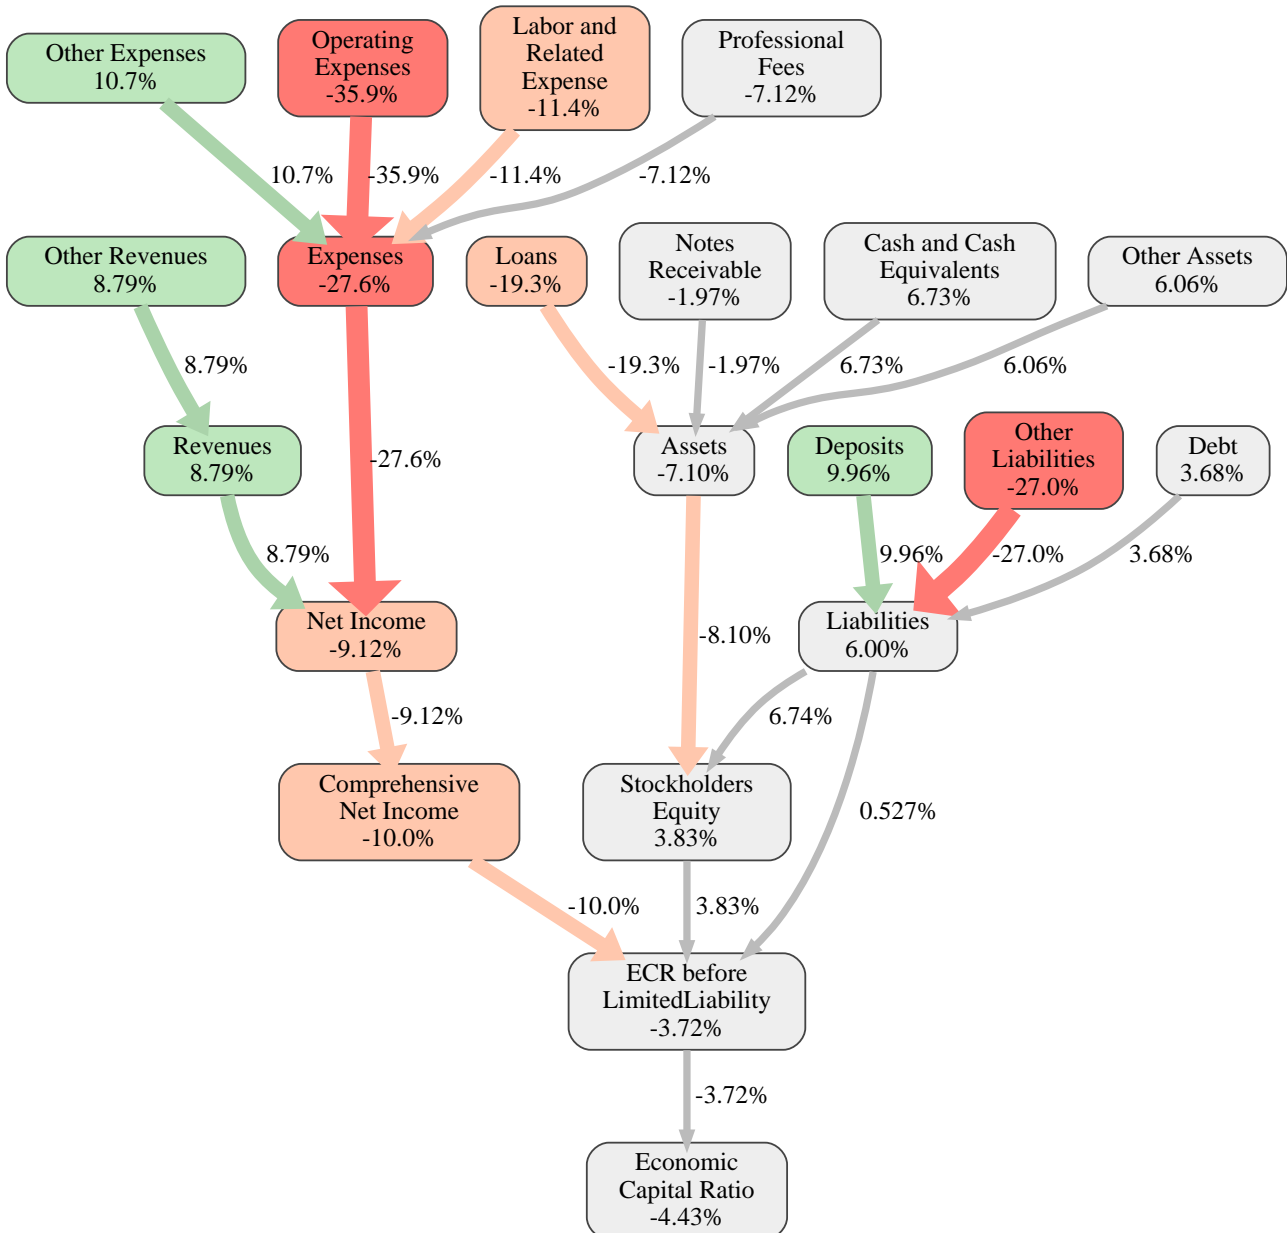 Other Expenses
10.7%
Operating
Expenses
-35.9%
Labor and
Related
Expense
-11.4%
Professional
Fees
-7.12%
10.7%
-35.9%
-11.4%
-7.12%
Other Revenues
8.79%
Expenses
-27.6%
Loans
-19.3%
Notes
Receivable
-1.97%
Cash and Cash
Equivalents
6.73%
Other Assets
6.06%
8.79%
-27.6%
-19.3%
-1.97%
6.73%
6.06%
Revenues
8.79%
Assets
-7.10%
Deposits
9.96%
Other
Liabilities
-27.0%
Debt
3.68%
8.79%
9.96%
-27.0%
3.68%
Net Income
-9.12%
-8.10%
Liabilities
6.00%
-9.12%
6.74%
Comprehensive
Net Income
-10.0%
Stockholders
Equity
3.83%
0.527%
-10.0%
3.83%
ECR before
LimitedLiability
-3.72%
-3.72%
Economic
Capital Ratio
-4.43%